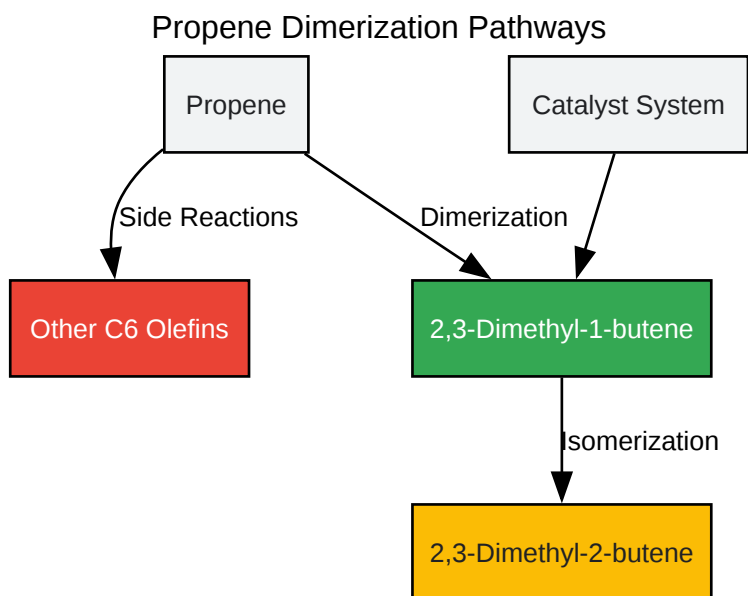 Propene Dimerization Pathways
Propene
Catalyst System
Side Reactions
Dimerization
Other C6 Olefins
2,3-Dimethyl-1-butene
Isomerization
2,3-Dimethyl-2-butene